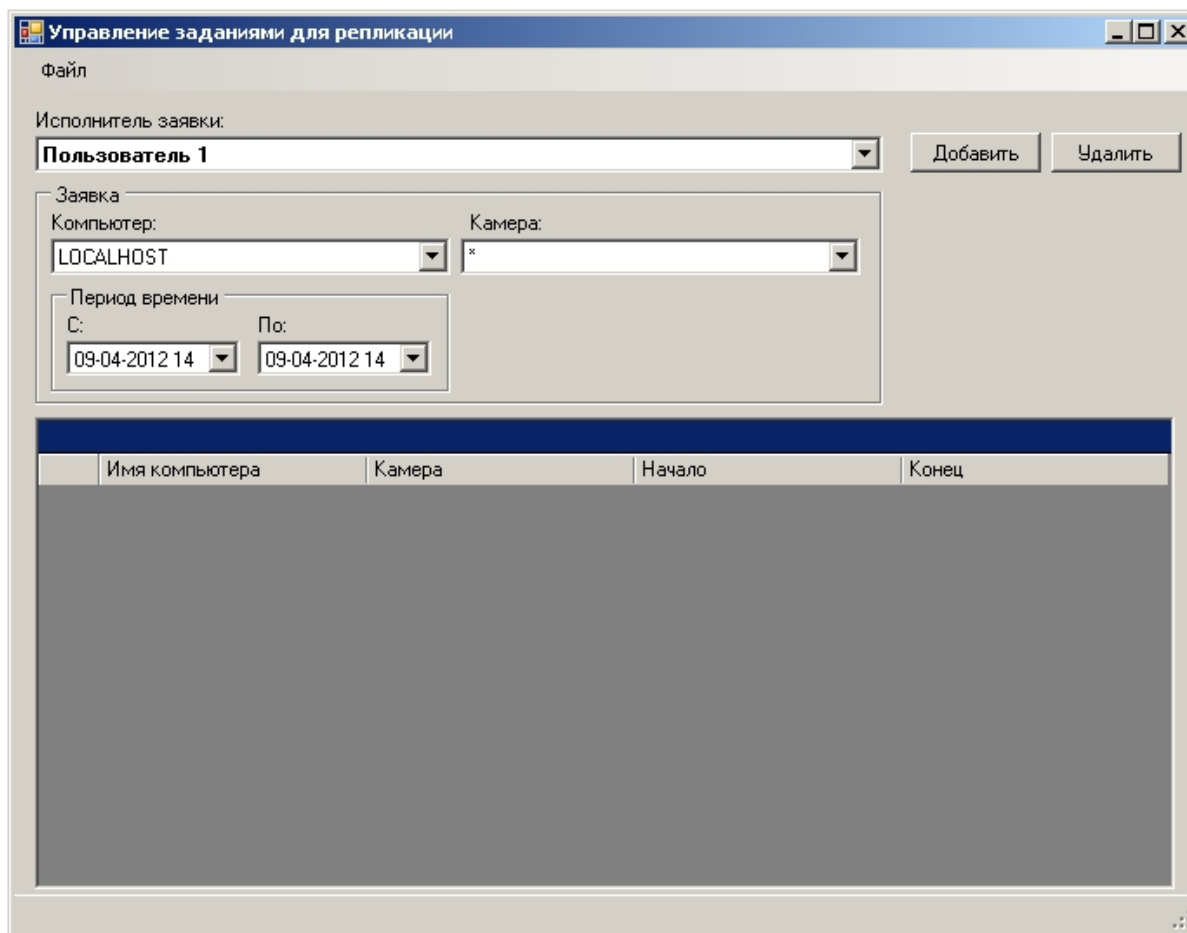 Управление заданиями для репликации
Файл
Исполнитель заявки:
Пользователь 1
Добавить Удалить
Заявка
Компьютер: Камера:
LOCALHOST *
Период времени
С: По:
09-04-2012 14 09-04-2012 14
Имя компьютера Камера Начало Конец